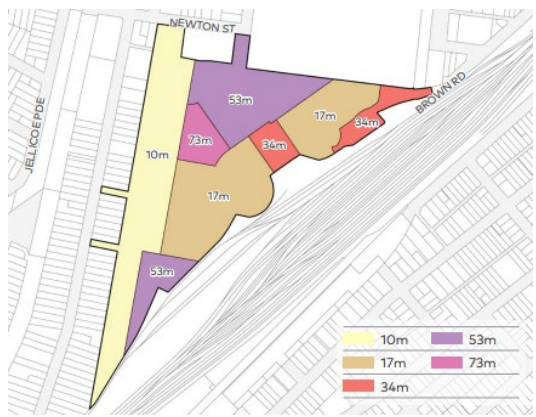 NEWTON ST
JELLICOE PDE
BROWN RD
53m
17m
34m
73m
34m
10m
17m
53m
10m 53m
17m 73m
34m